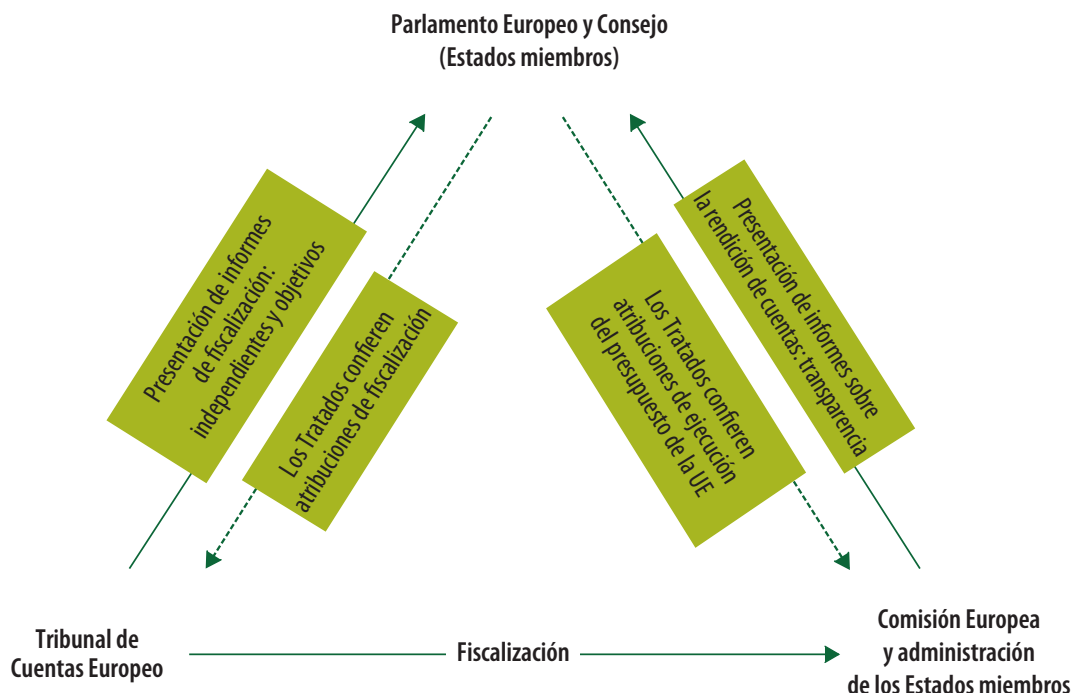 Parlamento Europeo y Consejo
(Estados miembros)
Presentación de informes
de fiscalización:
independientes y objetivos
Los Tratados confieren
atribuciones de fiscalización
Los Tratados confieren
atribuciones de ejecución
del presupuesto de la UE
Presentación de informes sobre
la rendición de cuentas: transparencia
Tribunal de
Cuentas Europeo
Fiscalización
Comisión Europea
y administración
de los Estados miembros